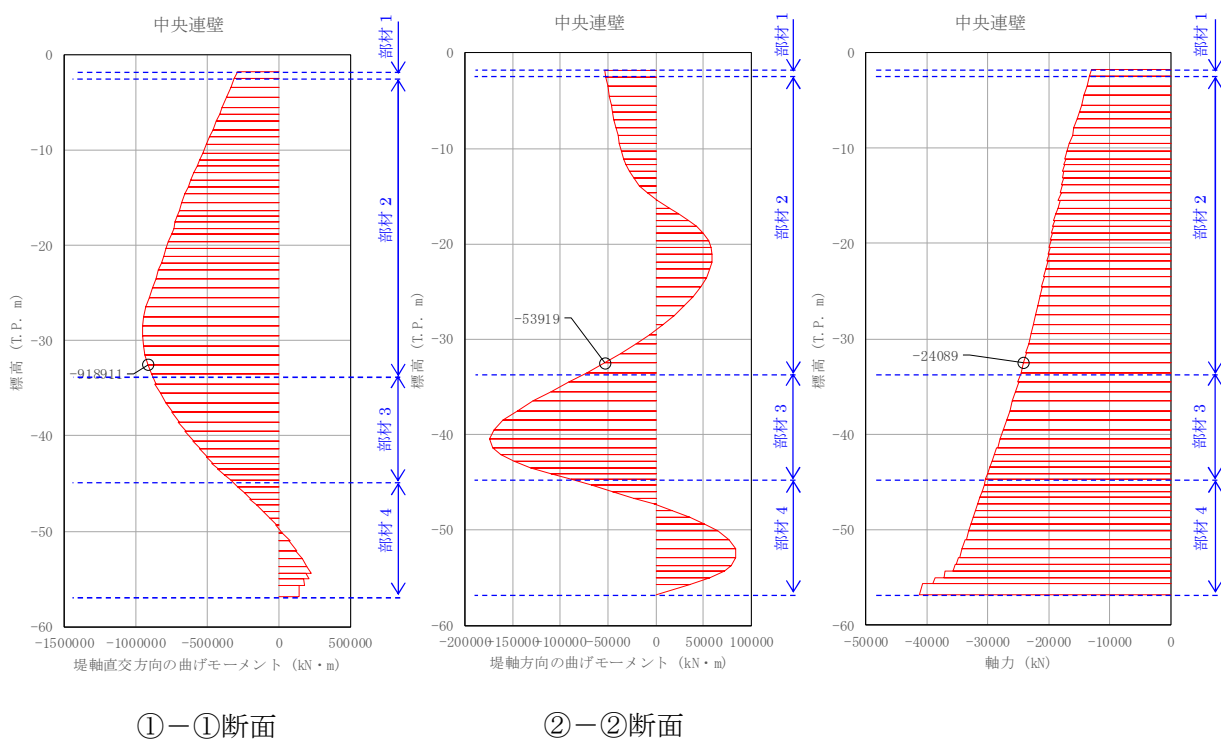 中央連壁
部材 1
0
-10
-20
-30
-40
-50
-60
標高 (T.P. m)
-918911
部材 2
部材 3
部材 4
-1500000 -1000000 -500000 0 500000
堤軸直交方向の曲げモーメント (kN・m)
①－①断面
中央連壁
部材 1
0
-10
-20
-30
-40
-50
-60
標高 (T.P. m)
-53919
部材 2
部材 3
部材 4
-200000 -150000 -100000 -50000 0 50000 100000
堤軸方向の曲げモーメント (kN・m)
②－②断面
中央連壁
部材 1
0
-10
-20
-30
-40
-50
-60
標高 (T.P. m)
-24089
部材 2
部材 3
部材 4
-50000 -40000 -30000 -20000 -10000 0
軸力 (kN)